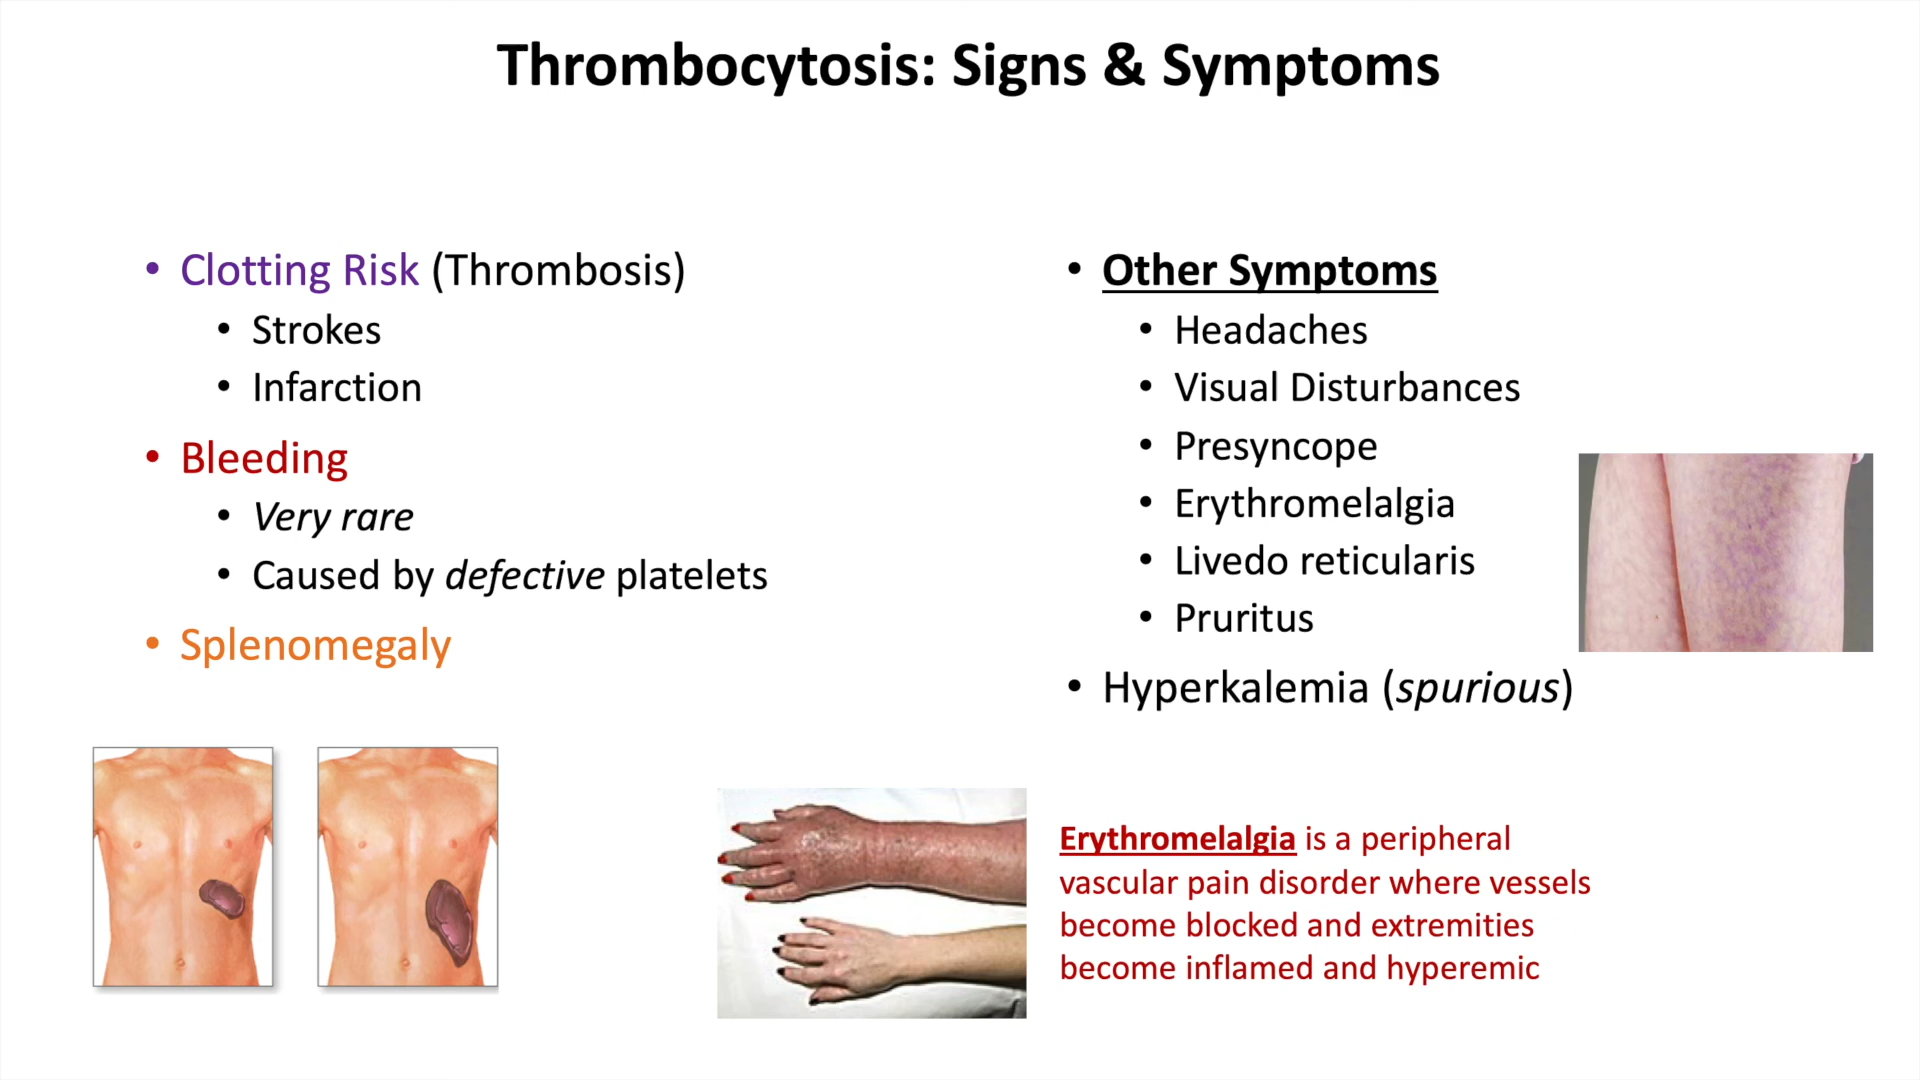 Thrombocytosis: Signs & Symptoms
• Clotting Risk (Thrombosis)
• Strokes
• Infarction
• Bleeding
• Very rare
• Caused by defective platelets
• Splenomegaly
• Other Symptoms
• Headaches
• Visual Disturbances
• Presyncope
• Erythromelalgia
• Livedo reticularis
• Pruritus
• Hyperkalemia (spurious)
Erythromelalgia is a peripheral
vascular pain disorder where vessels
become blocked and extremities
become inflamed and hyperemic